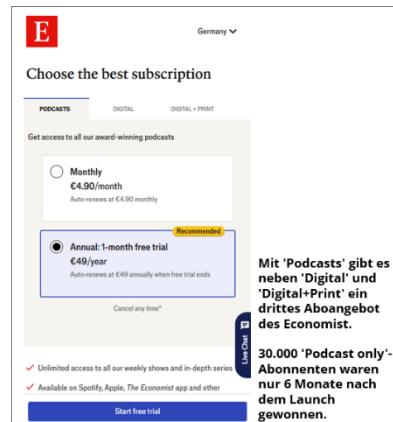 E
Germany
Choose the best subscription
PODCASTS
DIGITAL
DIGITAL + PRINT
Get access to all our award-winning podcasts
Monthly
€4.90/month
Auto-renews at €4.90 monthly
Recommended
Annual: 1-month free trial
€49/year
Auto-renews at €49 annually when free trial ends
Cancel any time*
Live Chat
Unlimited access to all our weekly shows and in-depth series
Available on Spotify, Apple, The Economist app and other
Start free trial
Mit 'Podcasts' gibt es
neben 'Digital' und
'Digital+Print' ein
drittes Aboangebot
des Economist.
30.000 'Podcast only'-
Abonnenten waren
nur 6 Monate nach
dem Launch
gewonnen.